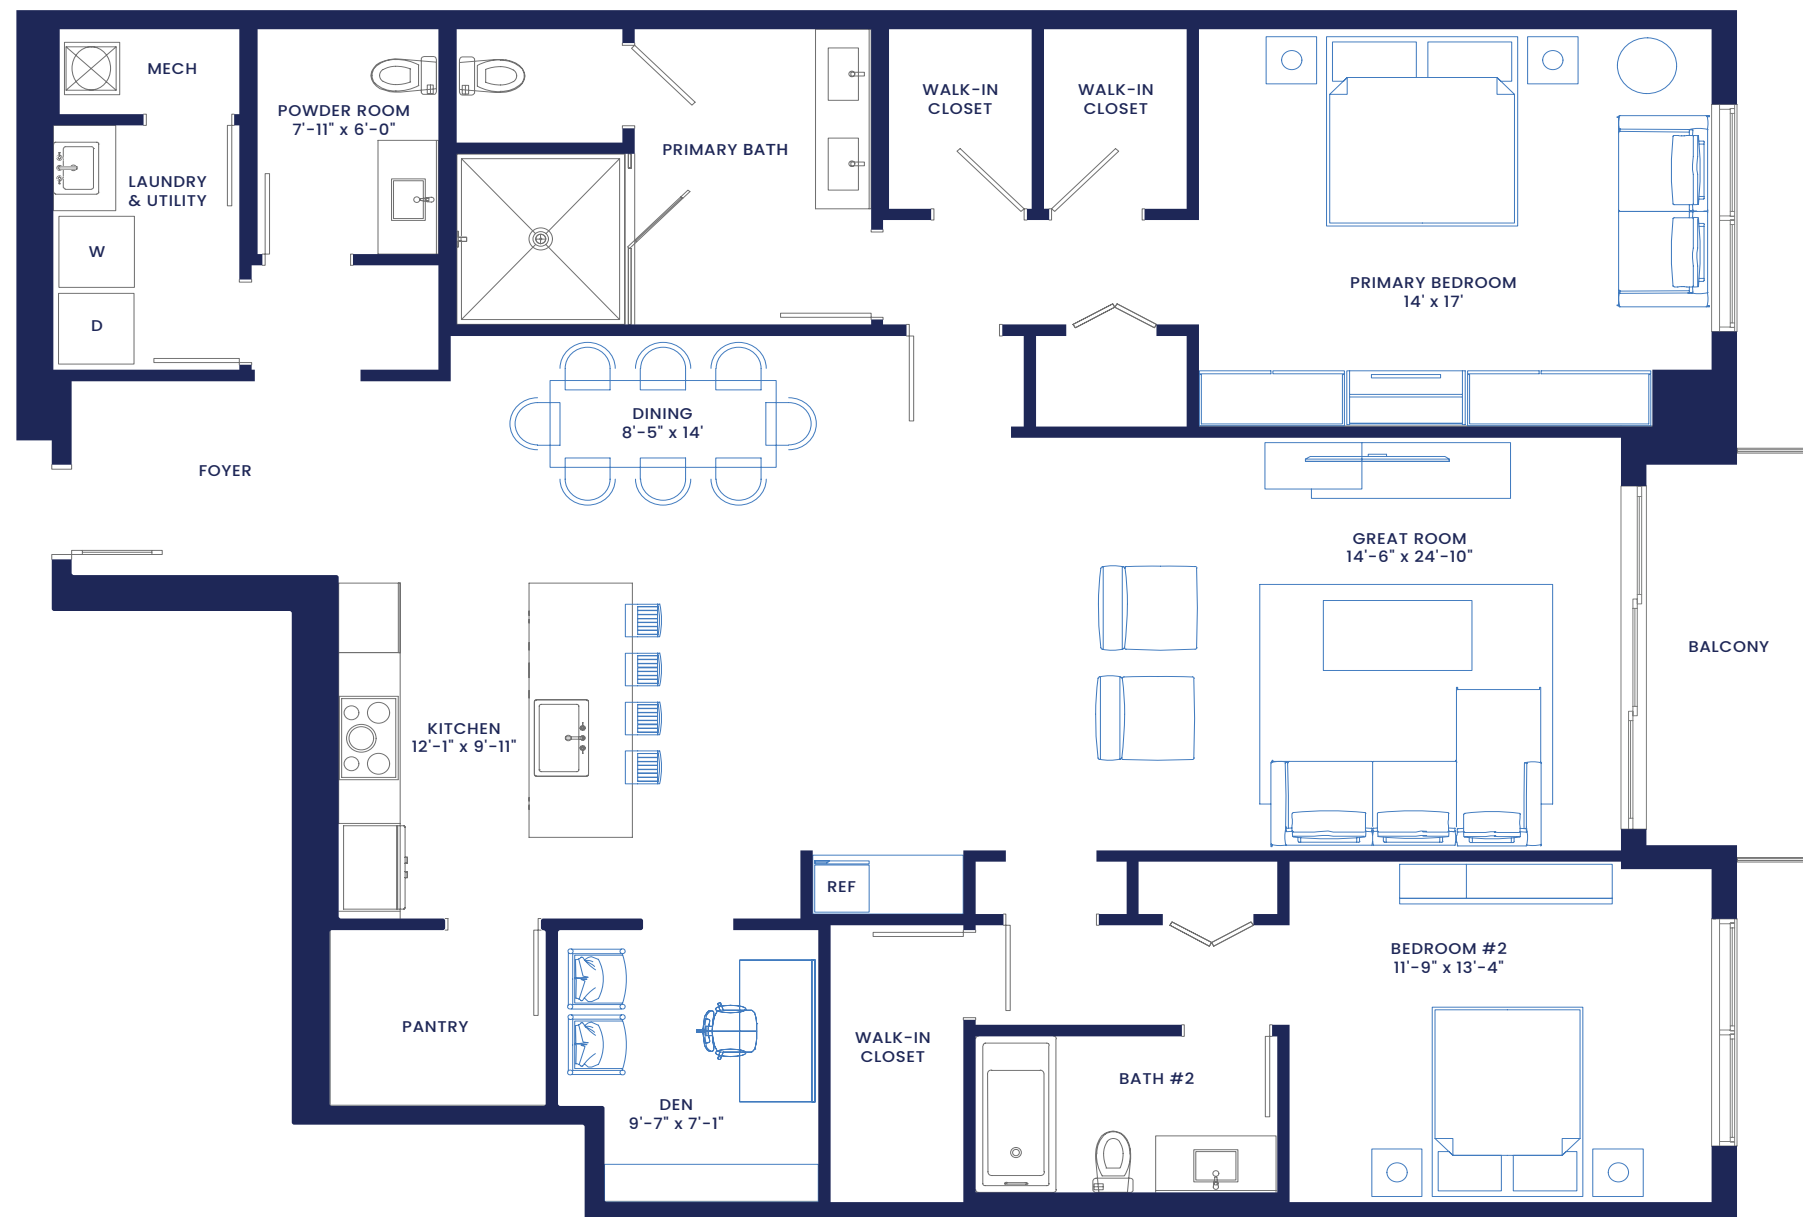 MECH
POWDER ROOM
7'-11" x 6'-0"
LAUNDRY
& UTILITY
W
D
PRIMARY BATH
WALK-IN
CLOSET
WALK-IN
CLOSET
PRIMARY BEDROOM
14' x 17'
DINING
8'-5" x 14'
FOYER
GREAT ROOM
14'-6" x 24'-10"
BALCONY
KITCHEN
12'-1" x 9'-11"
REF
BEDROOM #2
11'-9" x 13'-4"
PANTRY
WALK-IN
CLOSET
BATH #2
DEN
9'-7" x 7'-1"